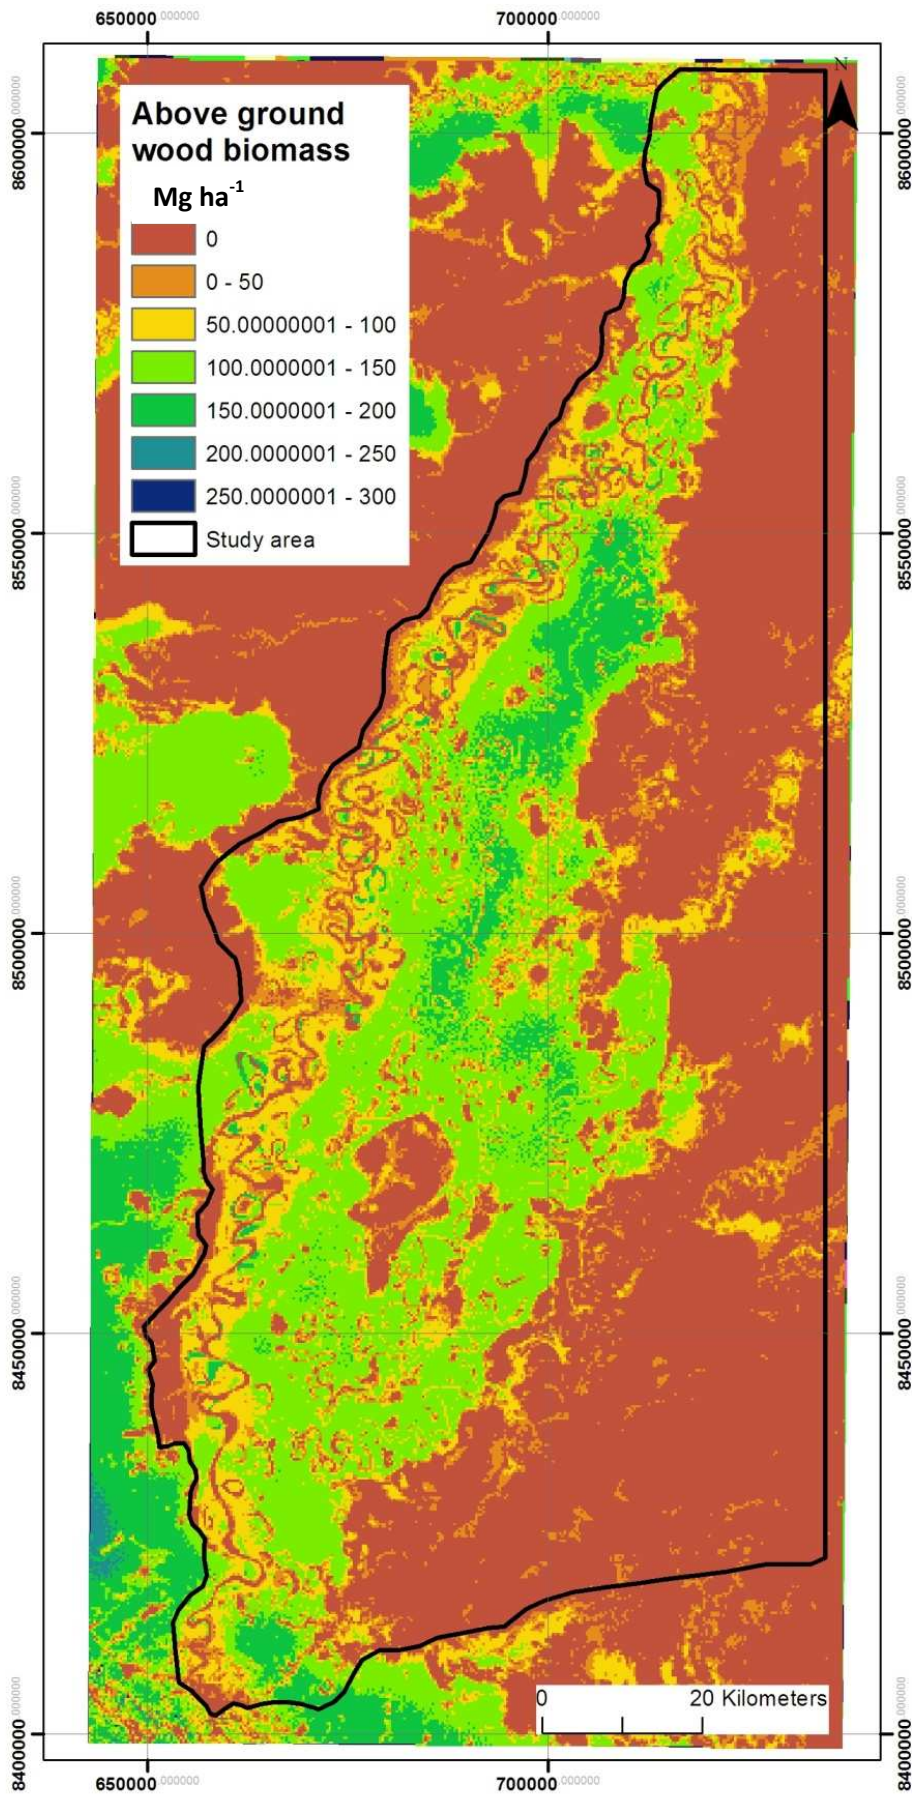 650000.000000 700000.000000
N
Above ground
wood biomass
Mg ha⁻¹
0
0 - 50
50.00000001 - 100
100.0000001 - 150
150.0000001 - 200
200.0000001 - 250
250.0000001 - 300
Study area
8600000.000000 8600000.000000
8550000.000000 8550000.000000
8500000.000000 8500000.000000
8450000.000000 8450000.000000
8400000.000000 8400000.000000
0 20 Kilometers
650000.000000 700000.000000